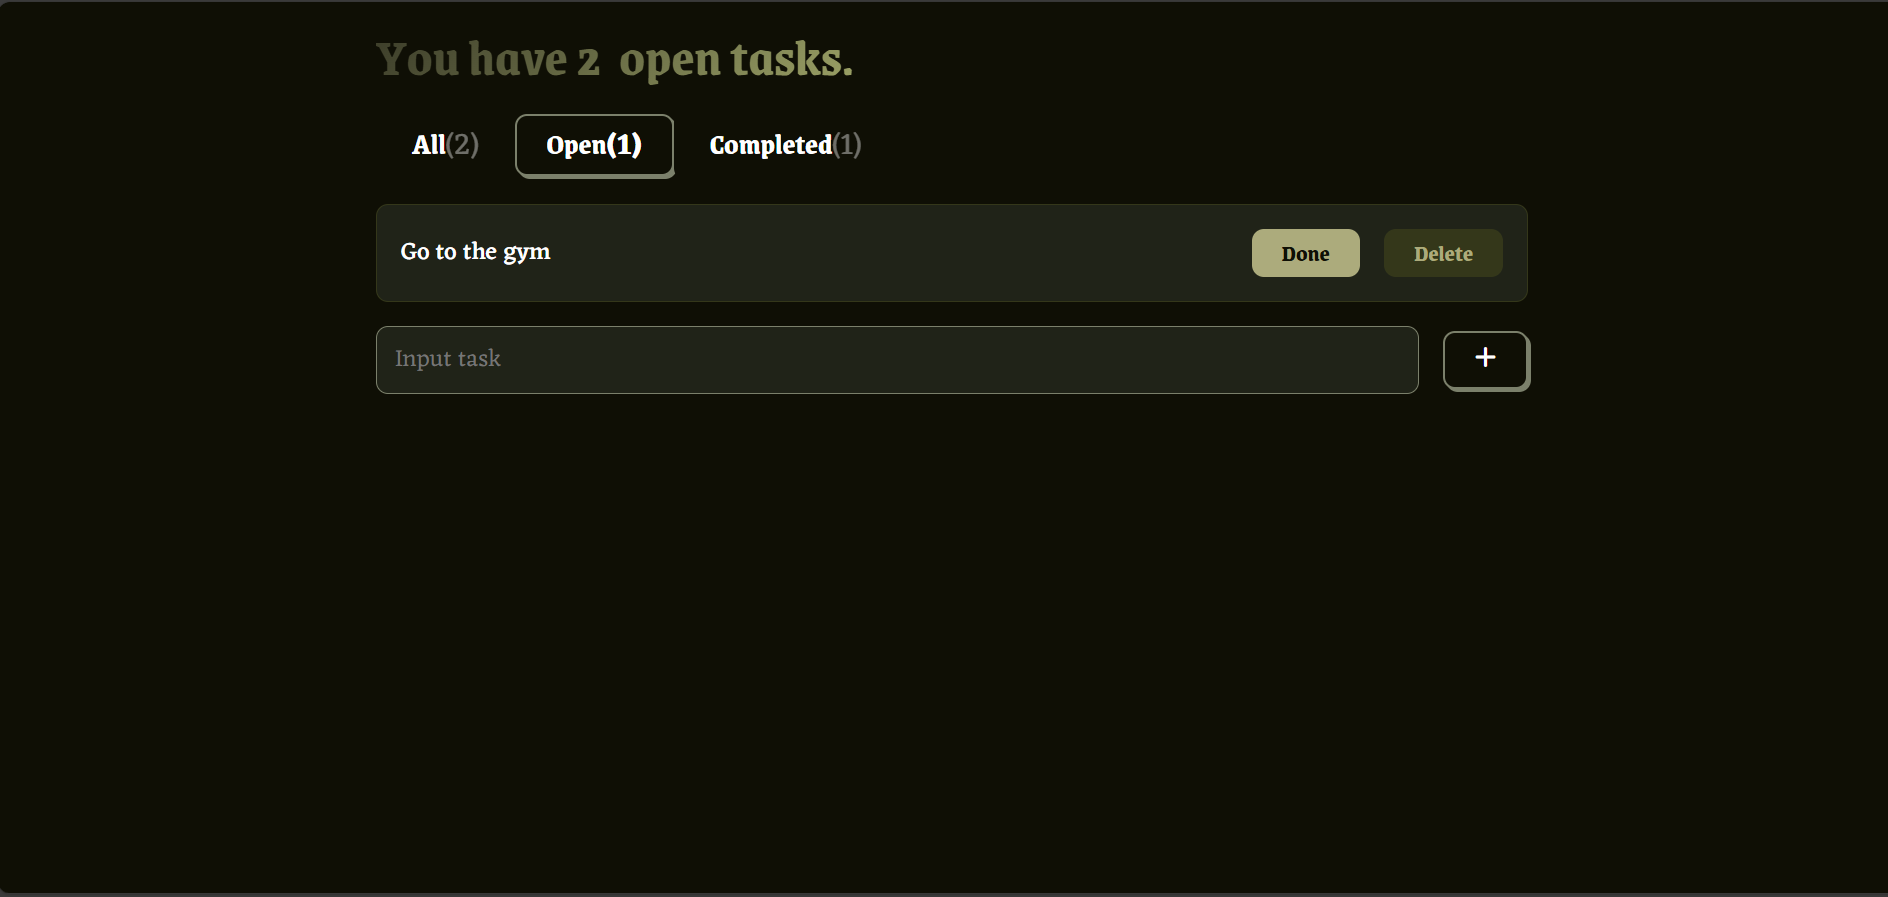 You have 2 open tasks.
All(2) Open(1) Completed(1)
Go to the gym Done Delete
Input task +